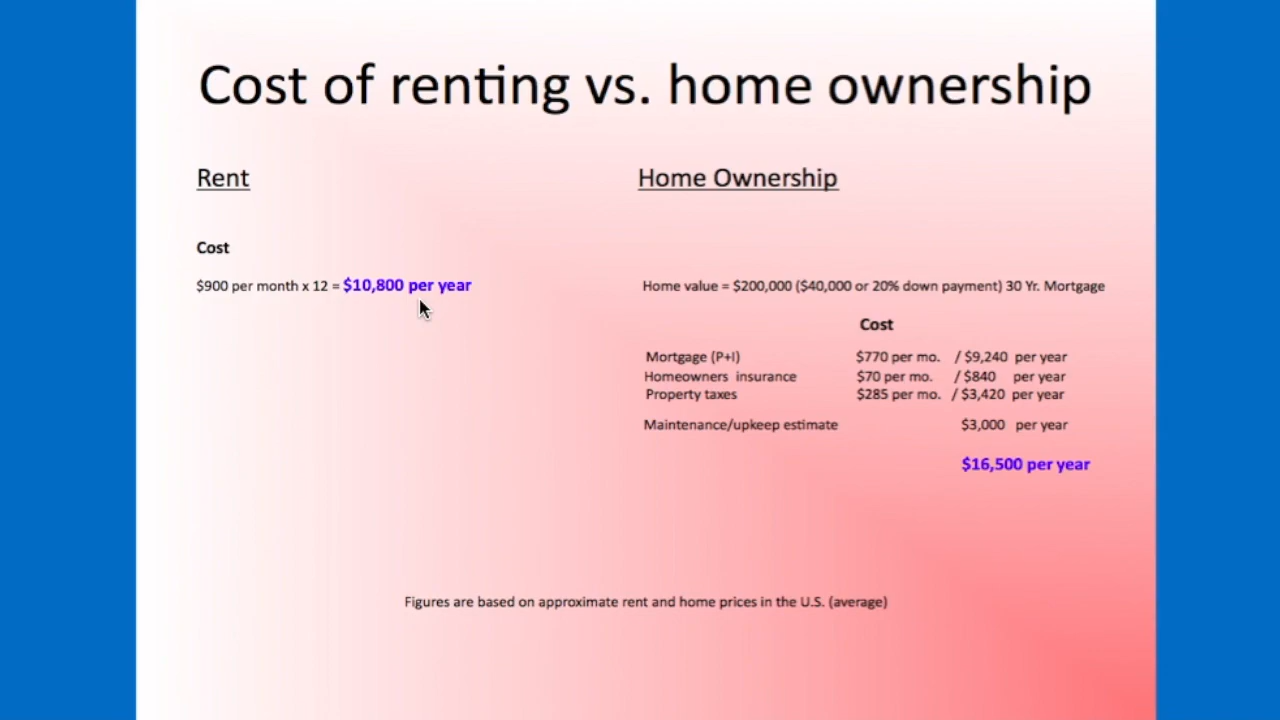 Cost of renting vs. home ownership
Rent
Home Ownership
Cost
$900 per month x 12 = $10,800 per year
Home value = $200,000 ($40,000 or 20% down payment) 30 Yr. Mortgage
Cost
Mortgage (P+I) $770 per mo. / $9,240 per year
Homeowners insurance $70 per mo. / $840 per year
Property taxes $285 per mo. / $3,420 per year
Maintenance/upkeep estimate $3,000 per year
$16,500 per year
Figures are based on approximate rent and home prices in the U.S. (average)